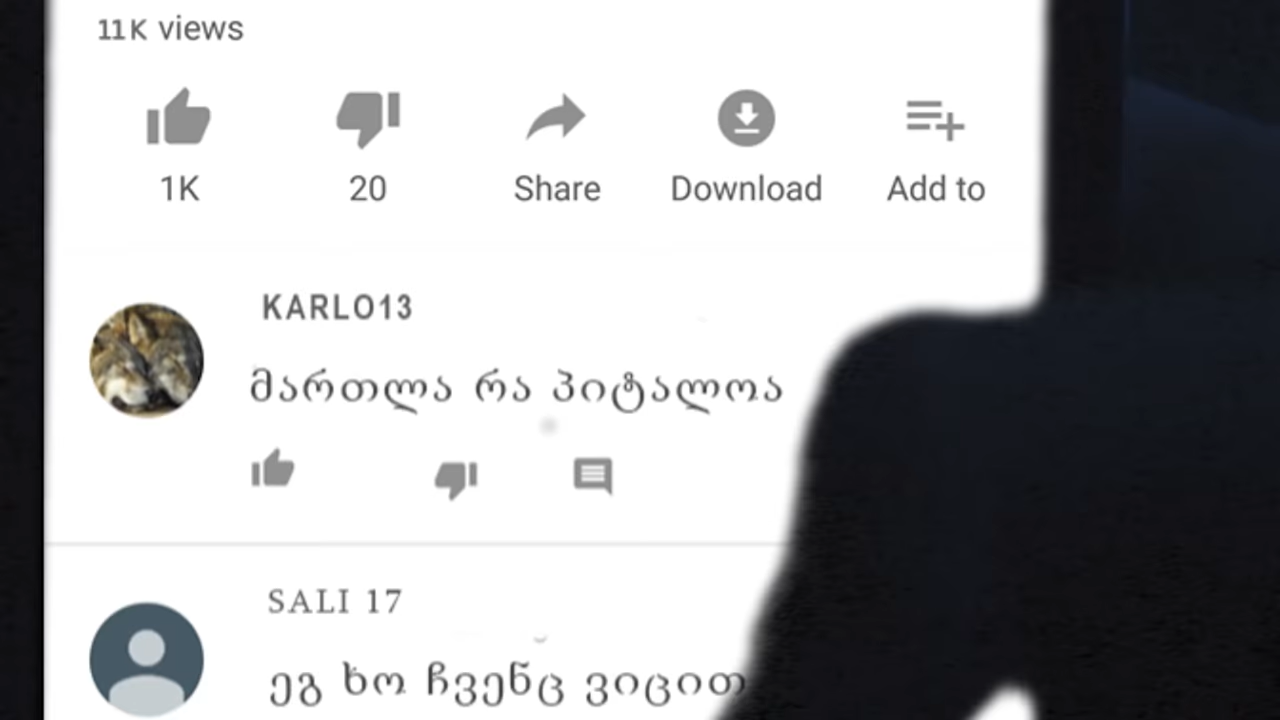 11K views
1K 20 Share Download Add to
KARLO13
მართლა რა პიტალოა
SALI 17
ეგ ხო ჩვენც ვიცით